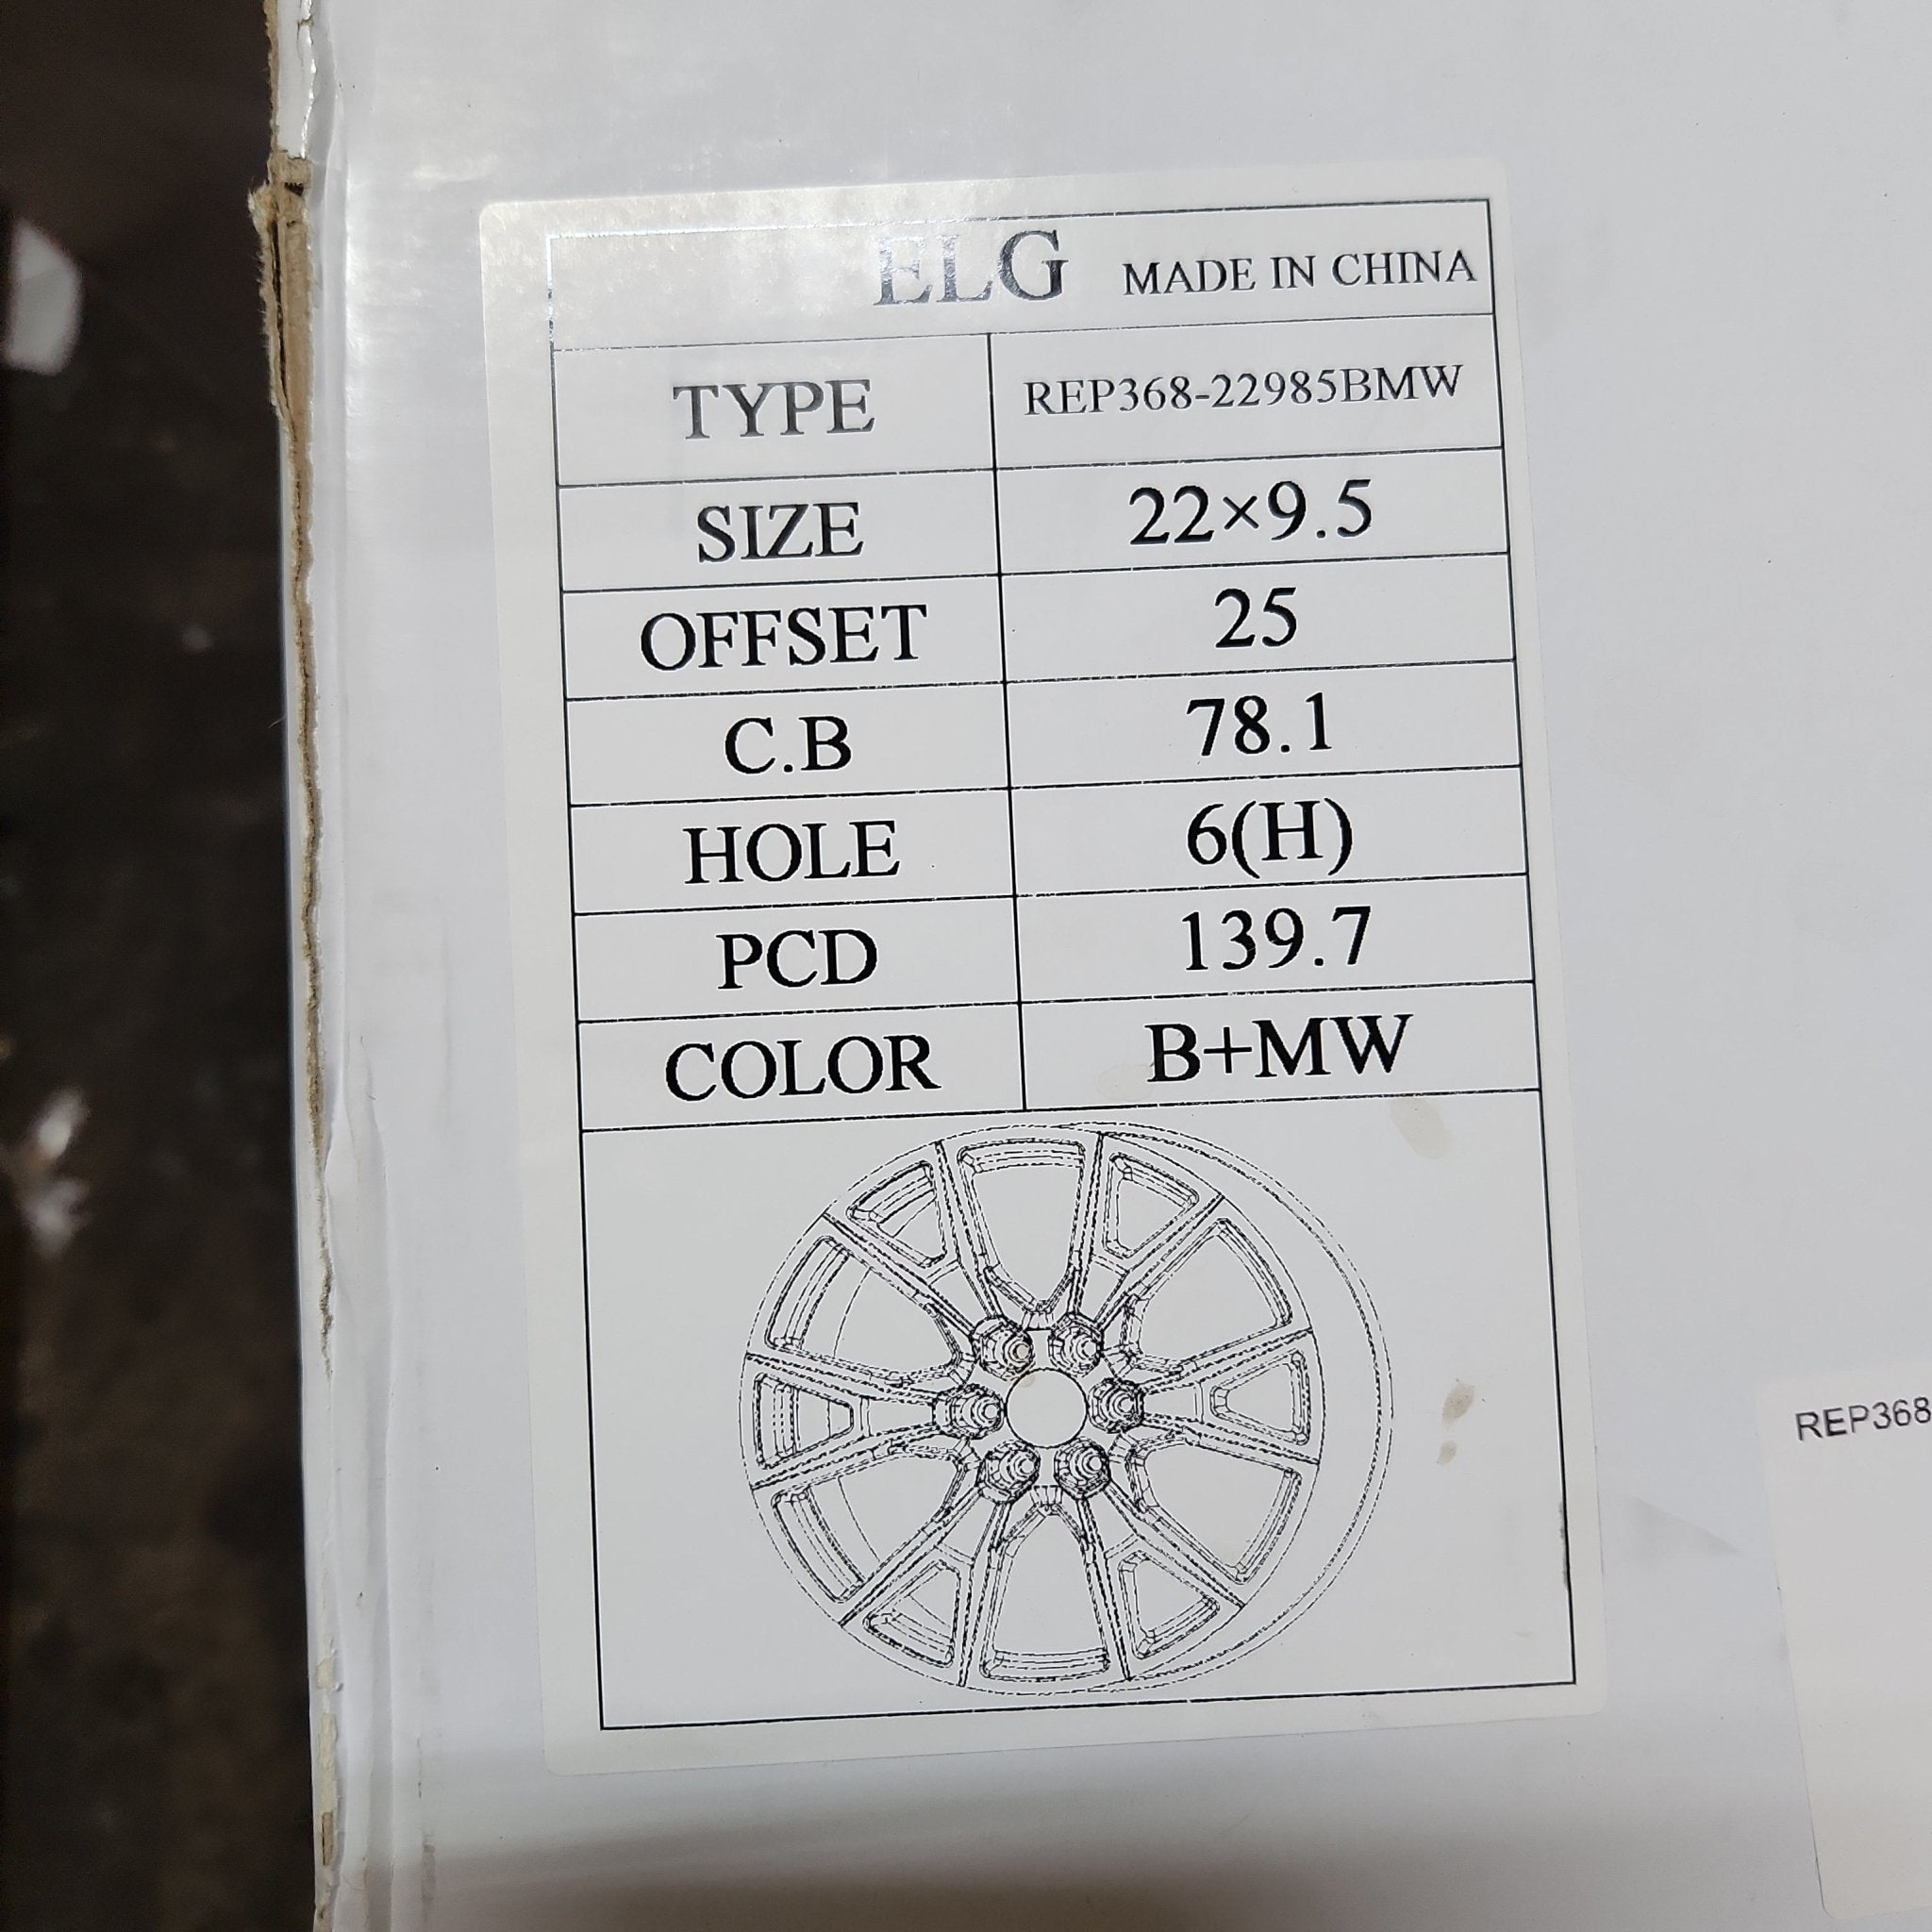 ELG MADE IN CHINA
TYPE REP368-22985BMW
SIZE 22×9.5
OFFSET 25
C.B 78.1
HOLE 6(H)
PCD 139.7
COLOR B+MW
REP368